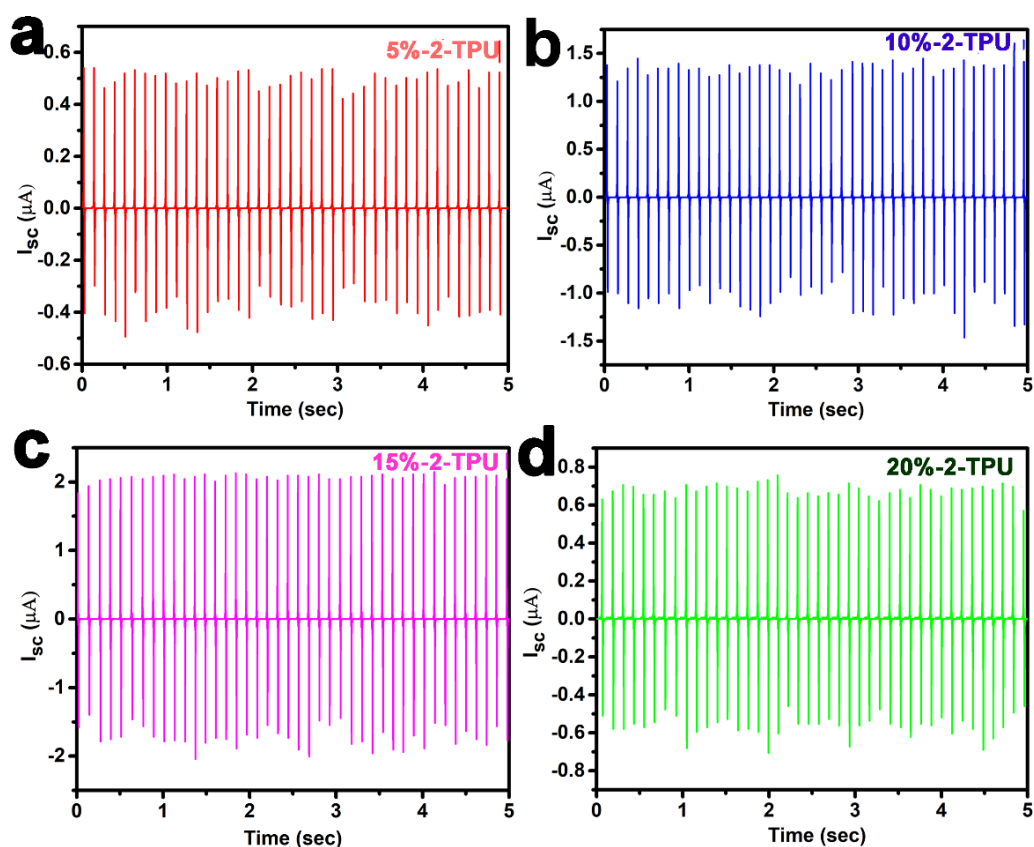 a
5%-2-TPU
0.6
0.4
0.2
0.0
-0.2
-0.4
-0.6
I_SC (μA)
0 1 2 3 4 5
Time (sec)
b
10%-2-TPU
1.5
1.0
0.5
0.0
-0.5
-1.0
-1.5
I_SC (μA)
0 1 2 3 4 5
Time (sec)
c
15%-2-TPU
2
1
0
-1
-2
I_SC (μA)
0 1 2 3 4 5
Time (sec)
d
20%-2-TPU
0.8
0.6
0.4
0.2
0.0
-0.2
-0.4
-0.6
-0.8
I_SC (μA)
0 1 2 3 4 5
Time (sec)